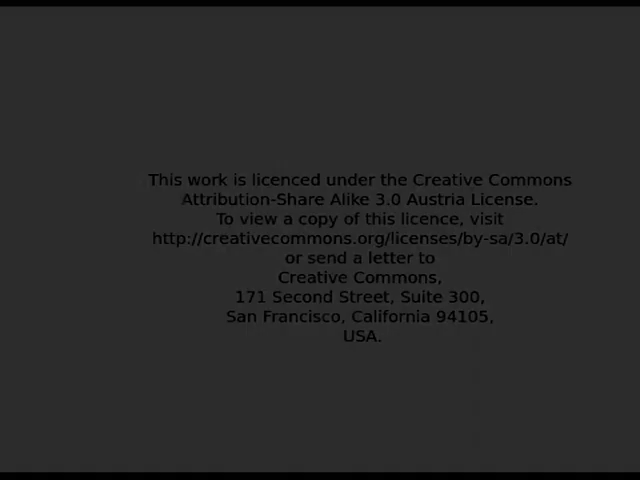 This work is licenced under the Creative Commons
Attribution-Share Alike 3.0 Austria License.
To view a copy of this licence, visit
http://creativecommons.org/licenses/by-sa/3.0/at/
or send a letter to
Creative Commons,
171 Second Street, Suite 300,
San Francisco, California 94105,
USA.